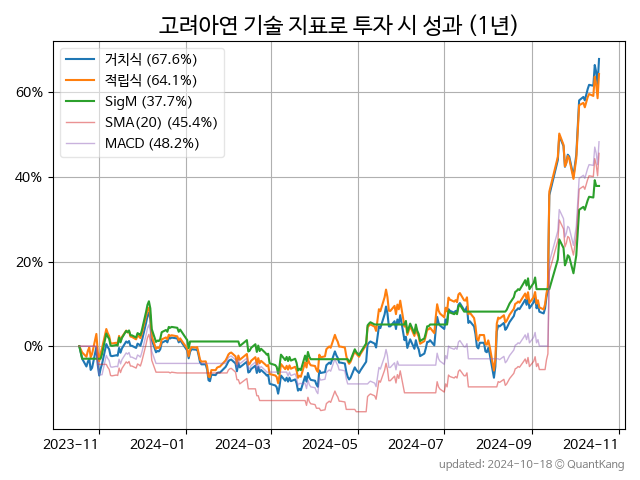 고려아연 기술 지표로 투자 시 성과 (1년)
거치식 (67.6%)
적립식 (64.1%)
SigM (37.7%)
SMA(20) (45.4%)
MACD (48.2%)
60%
40%
20%
0%
2023-11 2024-01 2024-03 2024-05 2024-07 2024-09 2024-11
updated: 2024-10-18 © QuantKang